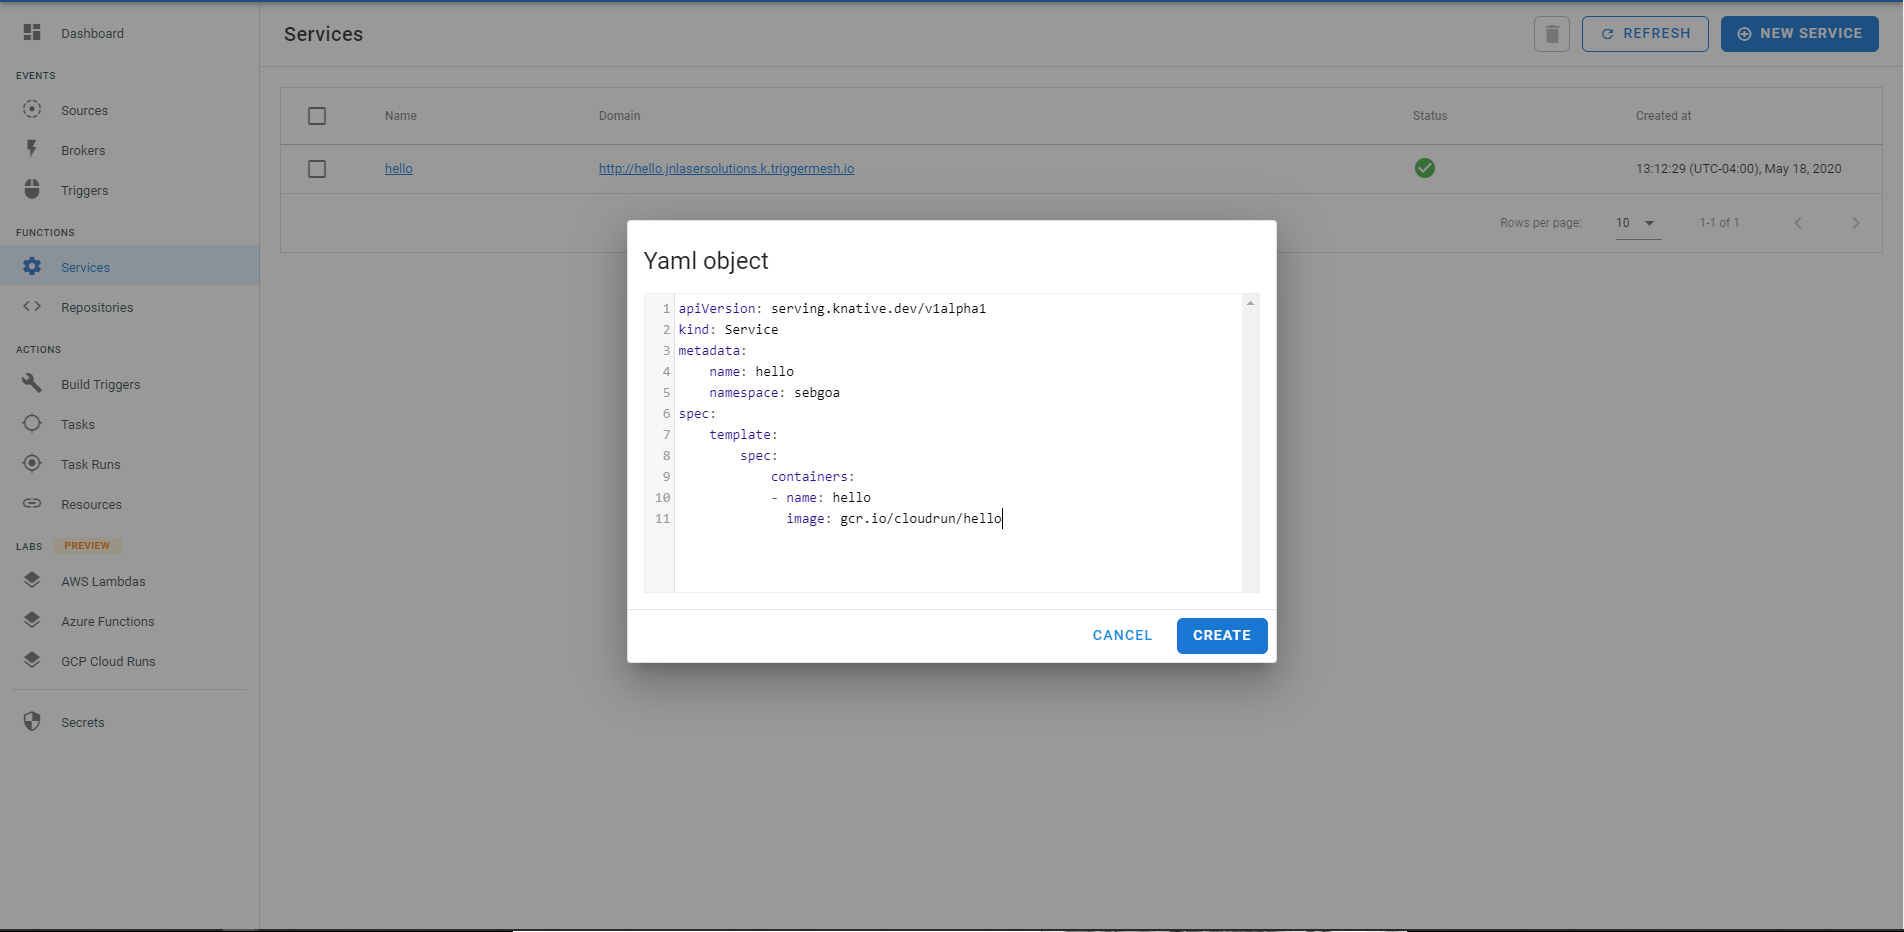 Dashboard
EVENTS
Sources
Brokers
Triggers
FUNCTIONS
Services
Repositories
ACTIONS
Build Triggers
Tasks
Task Runs
Resources
LABS PREVIEW
AWS Lambdas
Azure Functions
GCP Cloud Runs
Secrets
Services
REFRESH
NEW SERVICE
Name Domain Status Created at
hello http://hello.jnlasersolutions.k.triggermesh.io 13:12:29 (UTC-04:00), May 18, 2020
Rows per page: 10 1-1 of 1
Yaml object
1 apiVersion: serving.knative.dev/v1alpha1
2 kind: Service
3 metadata:
4 name: hello
5 namespace: sebgoa
6 spec:
7 template:
8 spec:
9 containers:
10 - name: hello
11 image: gcr.io/cloudrun/hello
CANCEL CREATE